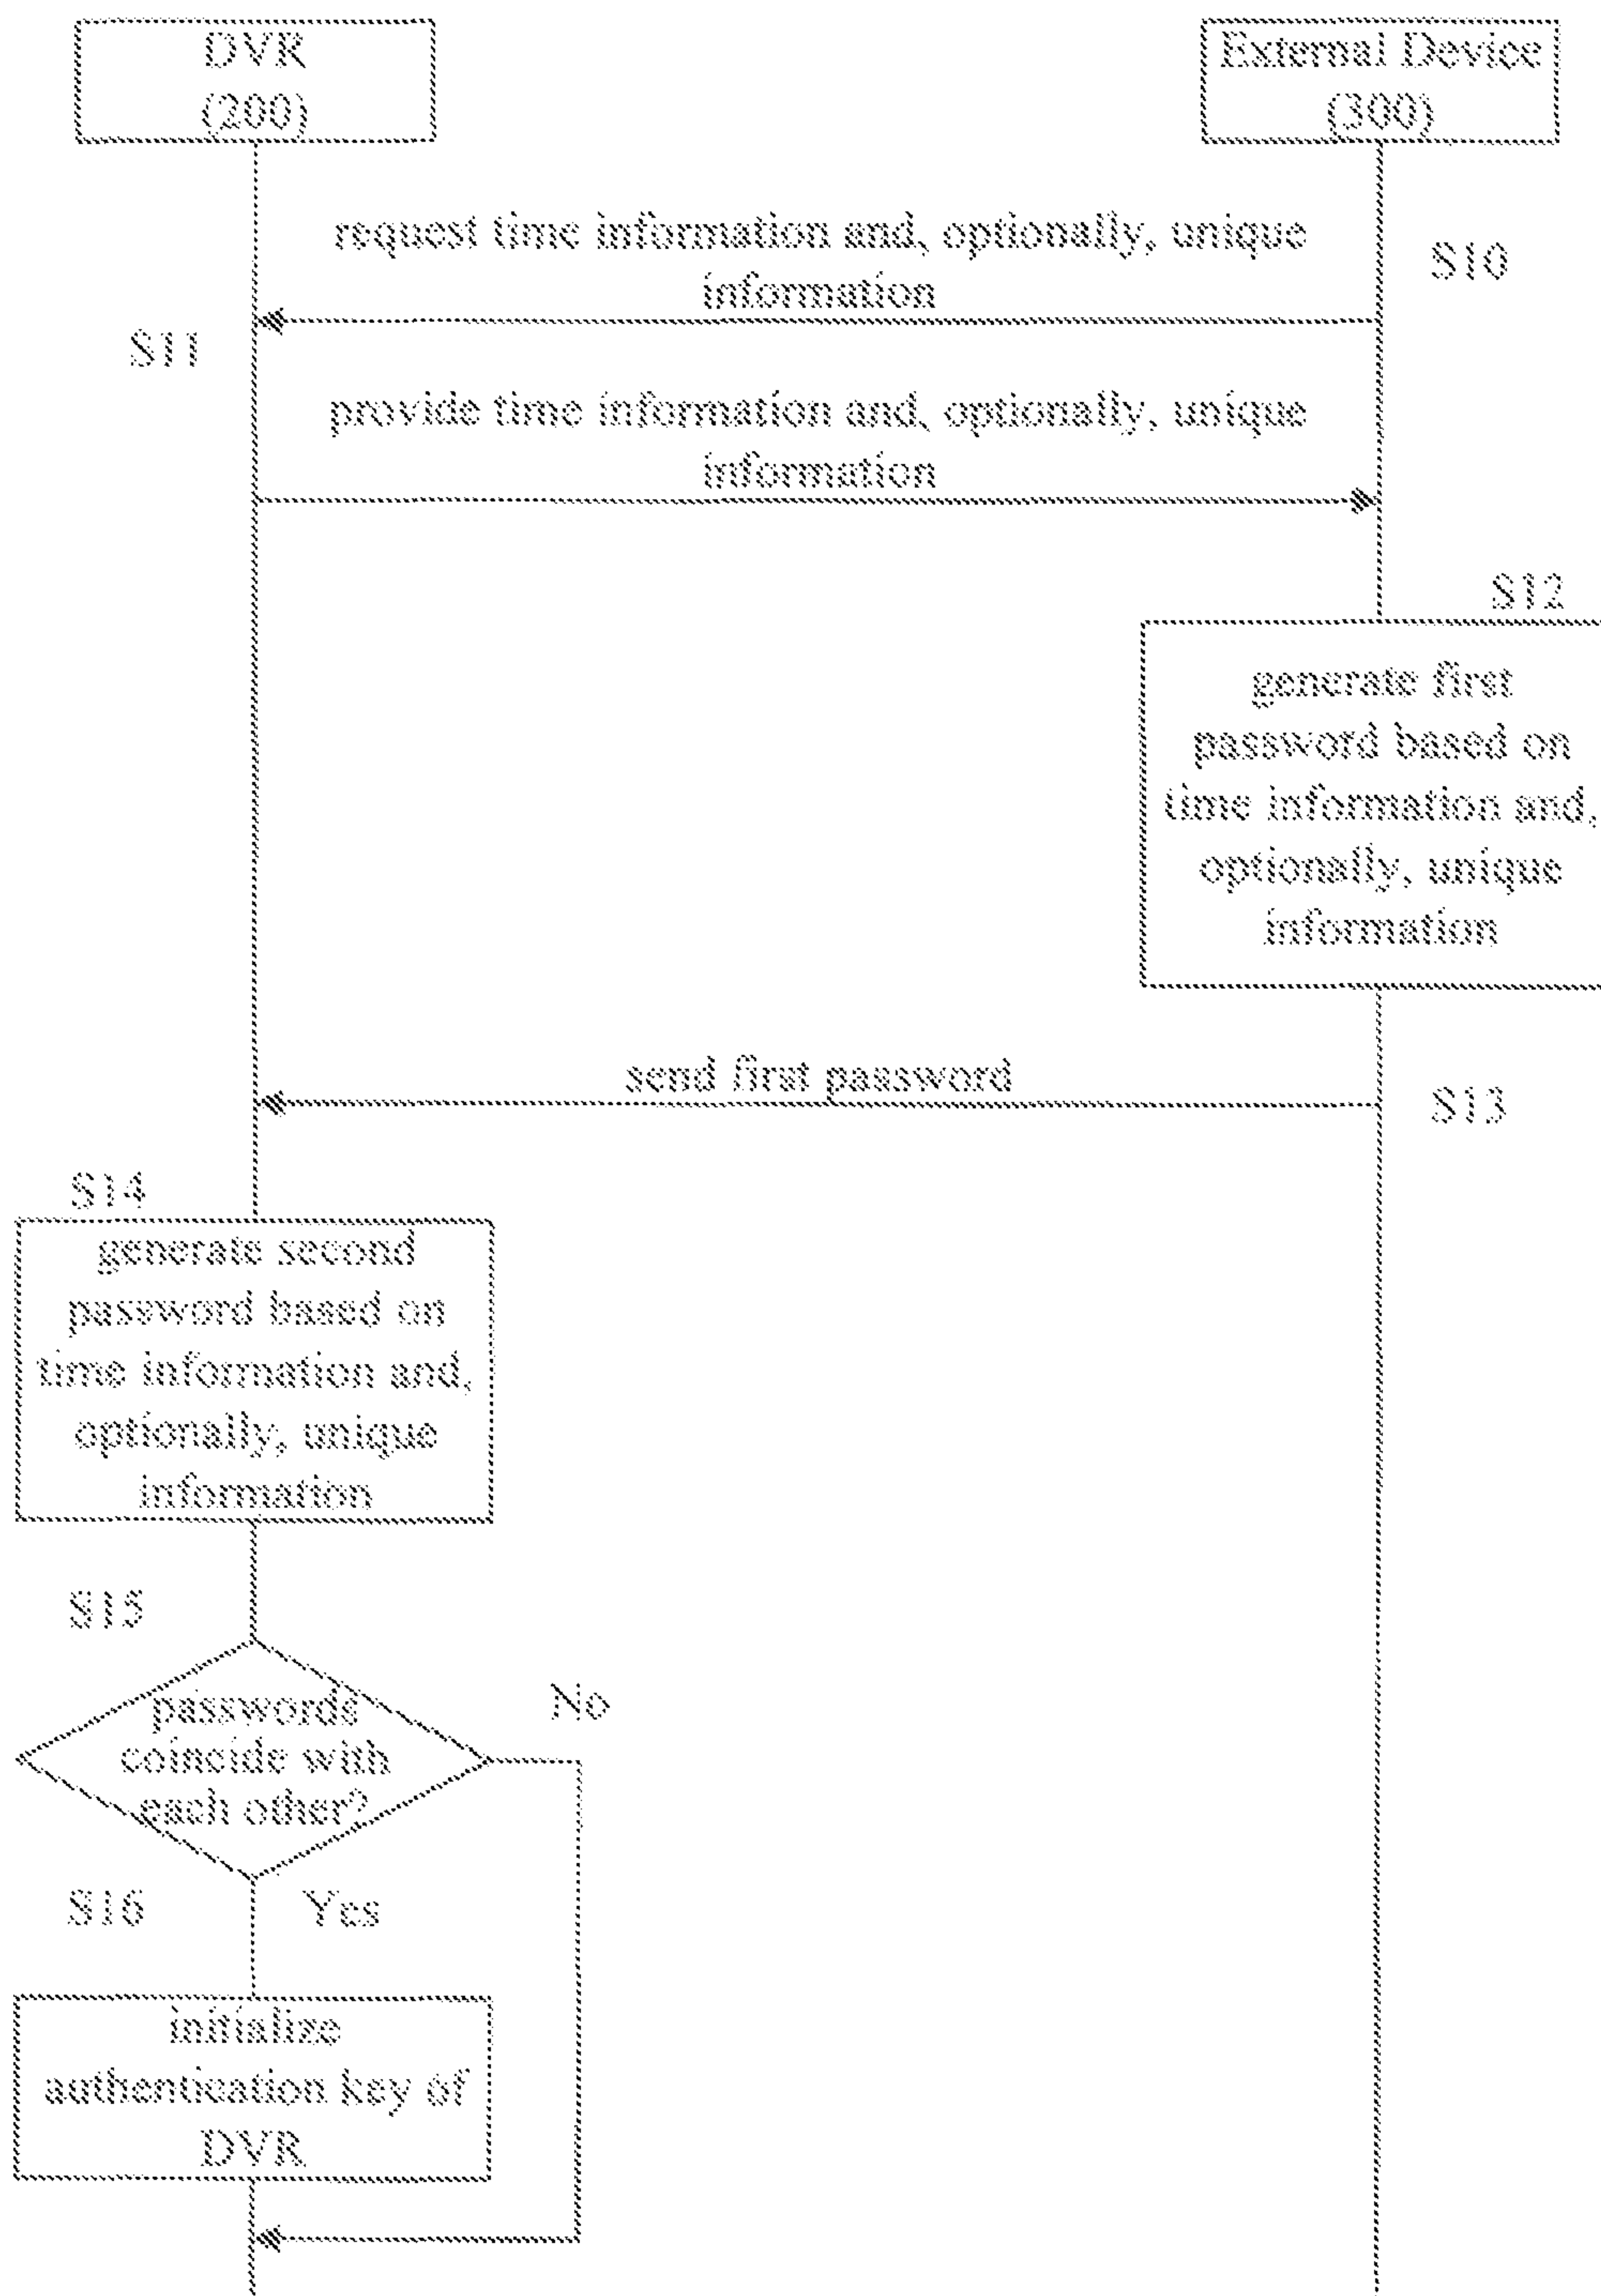 DVR
(200)
External Device
(300)
request time information and, optionally, unique
information
S10
S11
provide time information and, optionally, unique
information
S12
generate first
password based on
time information and,
optionally, unique
information
send first password
S13
S14
generate second
password based on
time information and,
optionally, unique
information
S15
passwords
coincide with
each other?
No
S16
Yes
initialize
authentication key of
DVR